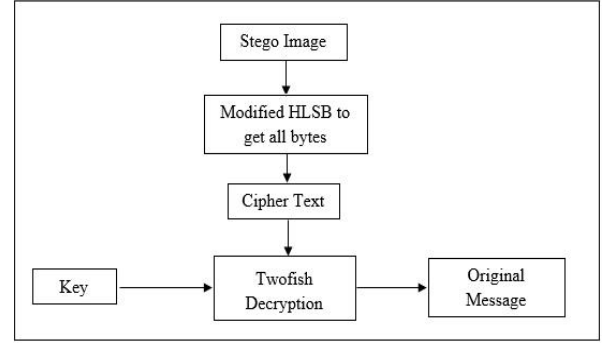 Stego Image
Modified HLSB to
get all bytes
Cipher Text
Key
Twofish
Decryption
Original
Message